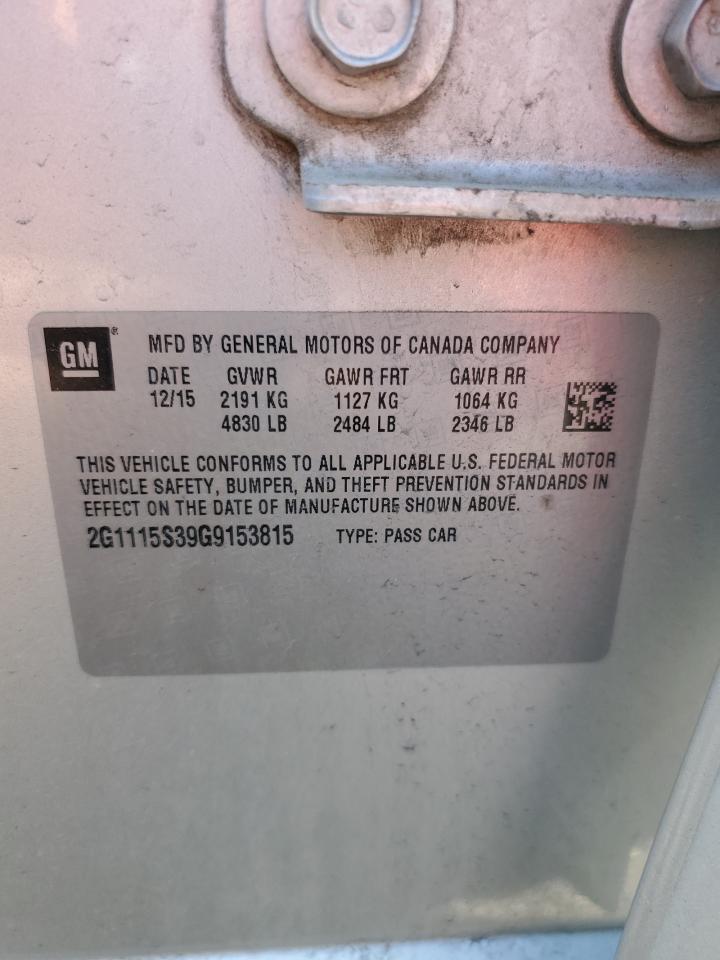 GM®
MFD BY GENERAL MOTORS OF CANADA COMPANY
DATE GVWR GAWR FRT GAWR RR
12/15 2191 KG 1127 KG 1064 KG
4830 LB 2484 LB 2346 LB
THIS VEHICLE CONFORMS TO ALL APPLICABLE U.S. FEDERAL MOTOR
VEHICLE SAFETY, BUMPER, AND THEFT PREVENTION STANDARDS IN
EFFECT ON THE DATE OF MANUFACTURE SHOWN ABOVE.
2G1115S39G9153815 TYPE: PASS CAR